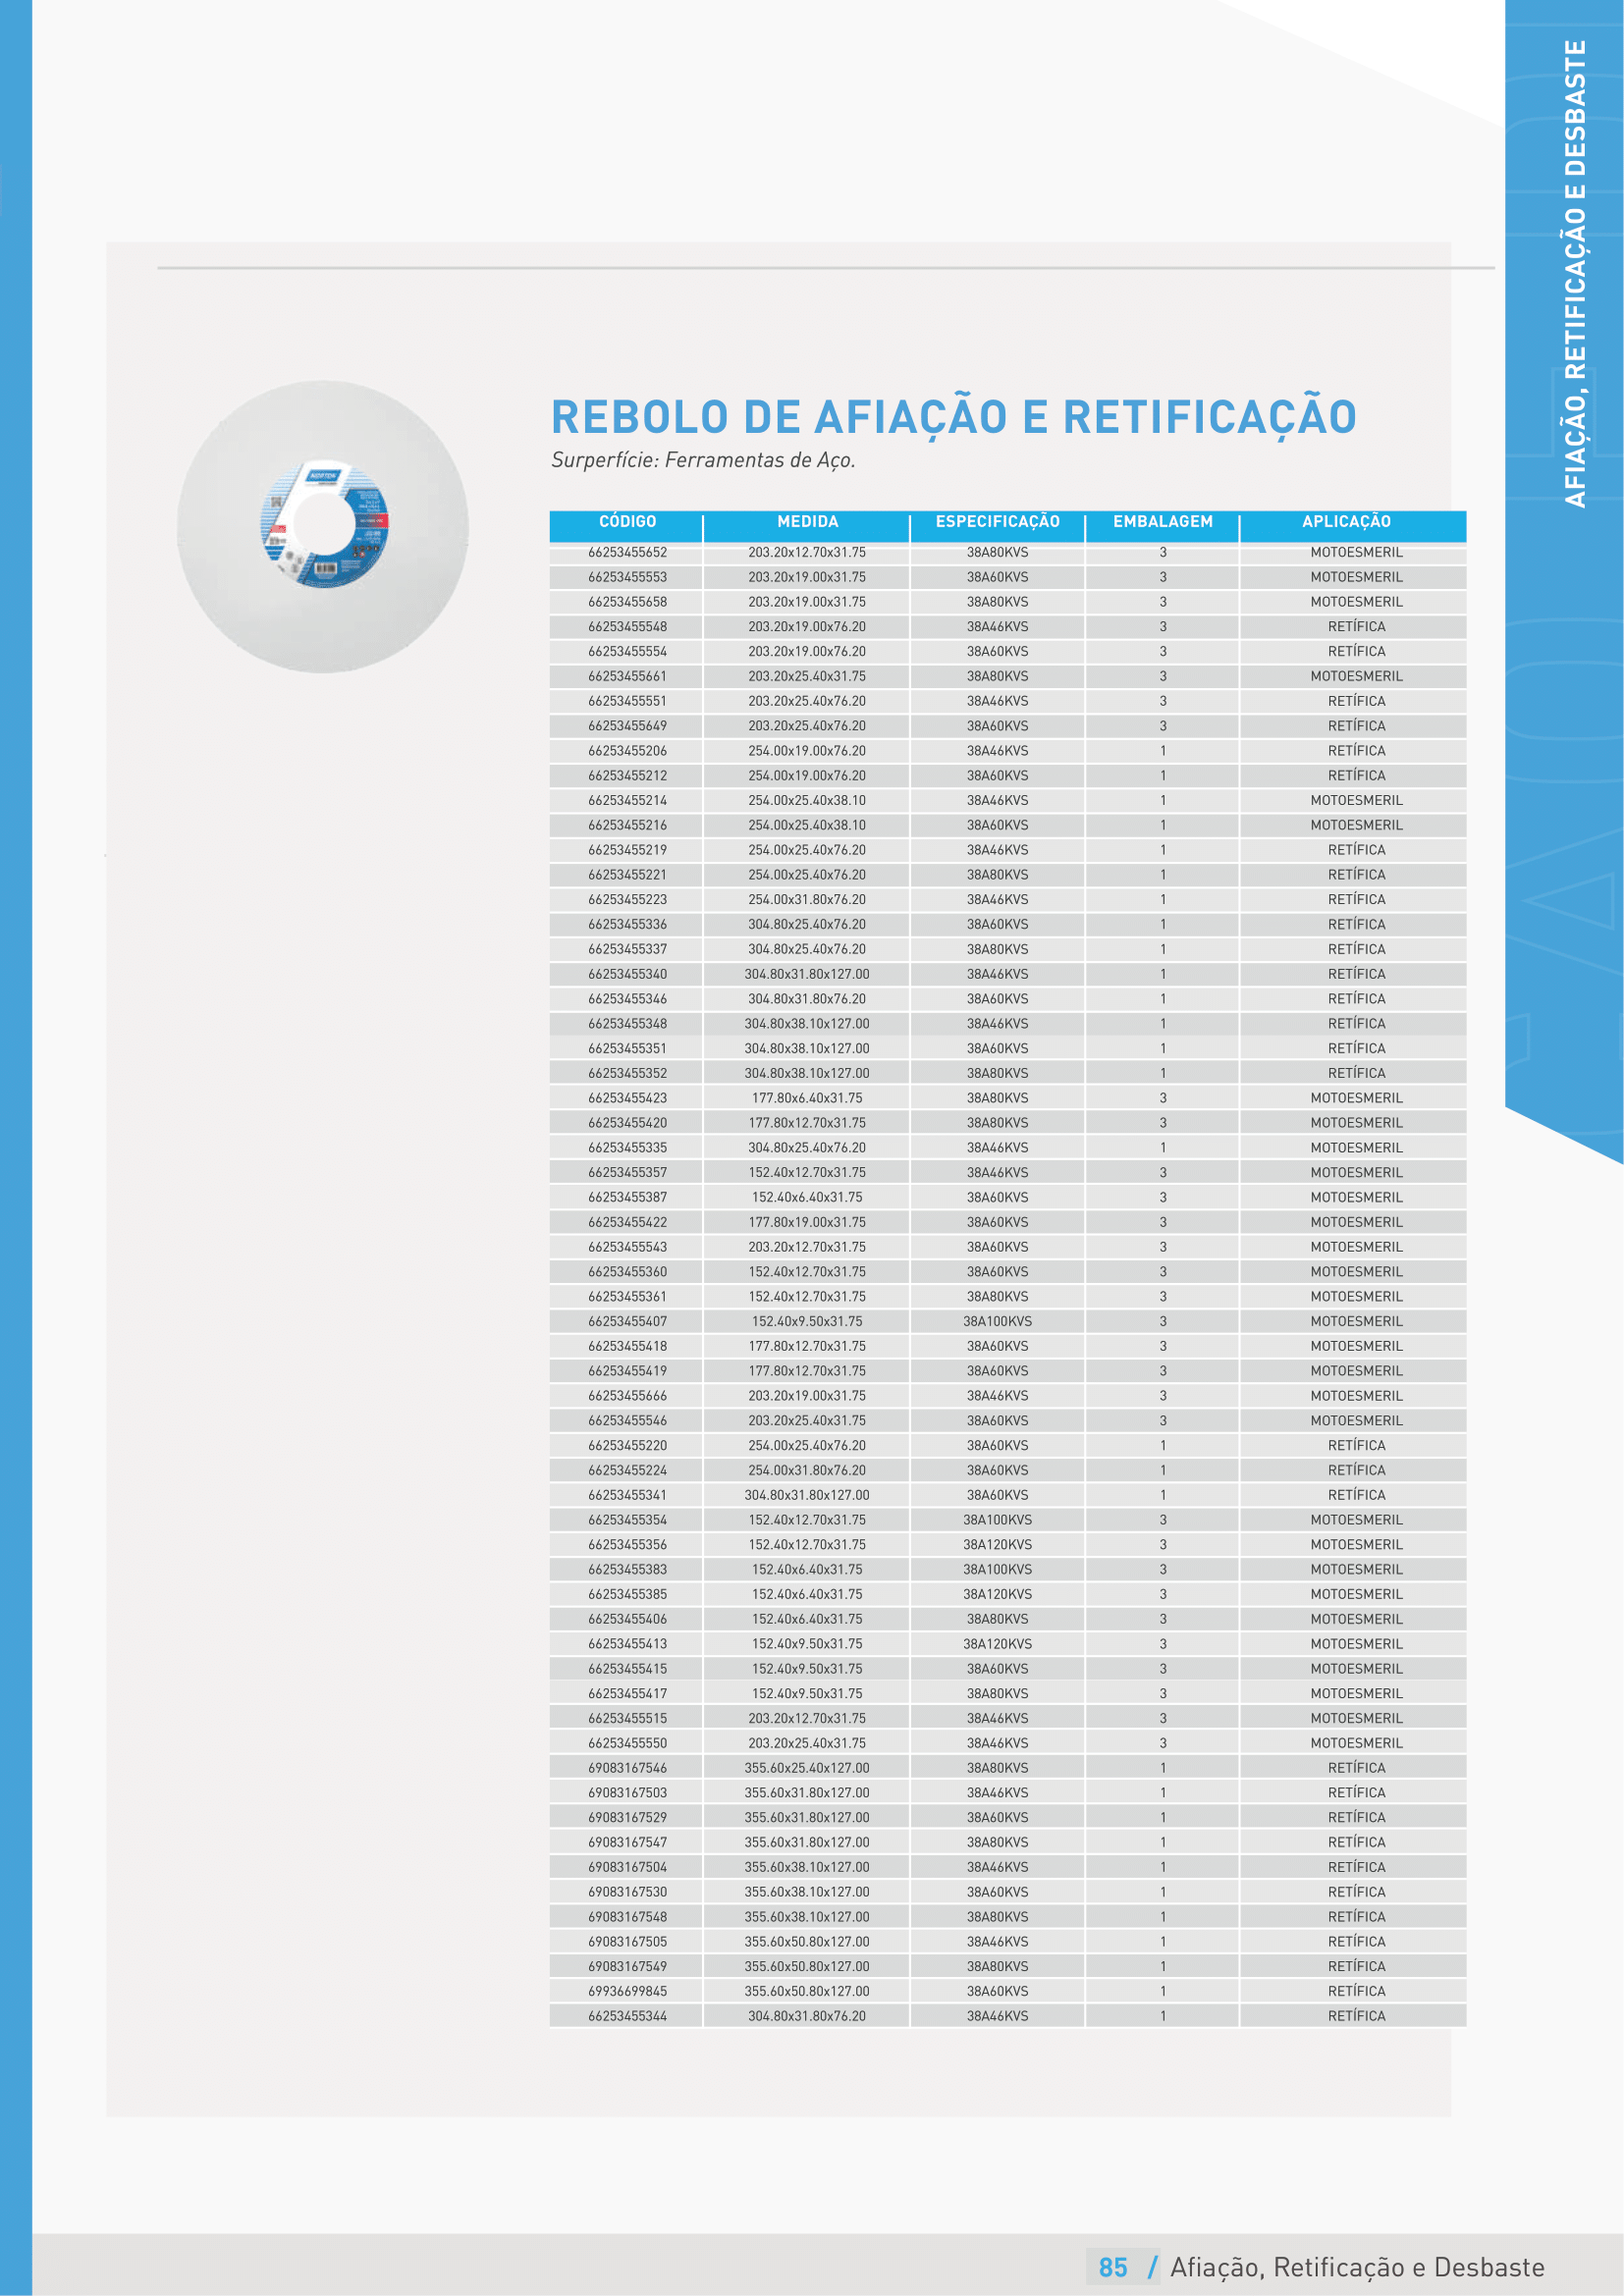 AFIAÇÃO, RETIFICAÇÃO E DESBASTE
NORTON
REBOLO DE AFIAÇÃO E RETIFICAÇÃO
Surperfície: Ferramentas de Aço.
CÓDIGO MEDIDA ESPECIFICAÇÃO EMBALAGEM APLICAÇÃO
66253455652 203.20x12.70x31.75 38A80KVS 3 MOTOESMERIL
66253455553 203.20x19.00x31.75 38A60KVS 3 MOTOESMERIL
66253455658 203.20x19.00x31.75 38A80KVS 3 MOTOESMERIL
66253455548 203.20x19.00x76.20 38A46KVS 3 RETÍFICA
66253455554 203.20x19.00x76.20 38A60KVS 3 RETÍFICA
66253455661 203.20x25.40x31.75 38A80KVS 3 MOTOESMERIL
66253455551 203.20x25.40x76.20 38A46KVS 3 RETÍFICA
66253455649 203.20x25.40x76.20 38A60KVS 3 RETÍFICA
66253455206 254.00x19.00x76.20 38A46KVS 1 RETÍFICA
66253455212 254.00x19.00x76.20 38A60KVS 1 RETÍFICA
66253455214 254.00x25.40x38.10 38A46KVS 1 MOTOESMERIL
66253455216 254.00x25.40x38.10 38A60KVS 1 MOTOESMERIL
66253455219 254.00x25.40x76.20 38A46KVS 1 RETÍFICA
66253455221 254.00x25.40x76.20 38A80KVS 1 RETÍFICA
66253455223 254.00x31.80x76.20 38A46KVS 1 RETÍFICA
66253455336 304.80x25.40x76.20 38A60KVS 1 RETÍFICA
66253455337 304.80x25.40x76.20 38A80KVS 1 RETÍFICA
66253455340 304.80x31.80x127.00 38A46KVS 1 RETÍFICA
66253455346 304.80x31.80x76.20 38A60KVS 1 RETÍFICA
66253455348 304.80x38.10x127.00 38A46KVS 1 RETÍFICA
66253455351 304.80x38.10x127.00 38A60KVS 1 RETÍFICA
66253455352 304.80x38.10x127.00 38A80KVS 1 RETÍFICA
66253455423 177.80x6.40x31.75 38A80KVS 3 MOTOESMERIL
66253455420 177.80x12.70x31.75 38A80KVS 3 MOTOESMERIL
66253455335 304.80x25.40x76.20 38A46KVS 1 MOTOESMERIL
66253455357 152.40x12.70x31.75 38A46KVS 3 MOTOESMERIL
66253455387 152.40x6.40x31.75 38A60KVS 3 MOTOESMERIL
66253455422 177.80x19.00x31.75 38A60KVS 3 MOTOESMERIL
66253455543 203.20x12.70x31.75 38A60KVS 3 MOTOESMERIL
66253455360 152.40x12.70x31.75 38A60KVS 3 MOTOESMERIL
66253455361 152.40x12.70x31.75 38A80KVS 3 MOTOESMERIL
66253455407 152.40x9.50x31.75 38A100KVS 3 MOTOESMERIL
66253455418 177.80x12.70x31.75 38A60KVS 3 MOTOESMERIL
66253455419 177.80x12.70x31.75 38A60KVS 3 MOTOESMERIL
66253455666 203.20x19.00x31.75 38A46KVS 3 MOTOESMERIL
66253455546 203.20x25.40x31.75 38A60KVS 3 MOTOESMERIL
66253455220 254.00x25.40x76.20 38A60KVS 1 RETÍFICA
66253455224 254.00x31.80x76.20 38A60KVS 1 RETÍFICA
66253455341 304.80x31.80x127.00 38A60KVS 1 RETÍFICA
66253455354 152.40x12.70x31.75 38A100KVS 3 MOTOESMERIL
66253455356 152.40x12.70x31.75 38A120KVS 3 MOTOESMERIL
66253455383 152.40x6.40x31.75 38A100KVS 3 MOTOESMERIL
66253455385 152.40x6.40x31.75 38A120KVS 3 MOTOESMERIL
66253455406 152.40x6.40x31.75 38A80KVS 3 MOTOESMERIL
66253455413 152.40x9.50x31.75 38A120KVS 3 MOTOESMERIL
66253455415 152.40x9.50x31.75 38A60KVS 3 MOTOESMERIL
66253455417 152.40x9.50x31.75 38A80KVS 3 MOTOESMERIL
66253455515 203.20x12.70x31.75 38A46KVS 3 MOTOESMERIL
66253455550 203.20x25.40x31.75 38A46KVS 3 MOTOESMERIL
69083167546 355.60x25.40x127.00 38A80KVS 1 RETÍFICA
69083167503 355.60x31.80x127.00 38A46KVS 1 RETÍFICA
69083167529 355.60x31.80x127.00 38A60KVS 1 RETÍFICA
69083167547 355.60x31.80x127.00 38A80KVS 1 RETÍFICA
69083167504 355.60x38.10x127.00 38A46KVS 1 RETÍFICA
69083167530 355.60x38.10x127.00 38A60KVS 1 RETÍFICA
69083167548 355.60x38.10x127.00 38A80KVS 1 RETÍFICA
69083167505 355.60x50.80x127.00 38A46KVS 1 RETÍFICA
69083167549 355.60x50.80x127.00 38A80KVS 1 RETÍFICA
69936699845 355.60x50.80x127.00 38A60KVS 1 RETÍFICA
66253455344 304.80x31.80x76.20 38A46KVS 1 RETÍFICA
85 / Afiação, Retificação e Desbaste